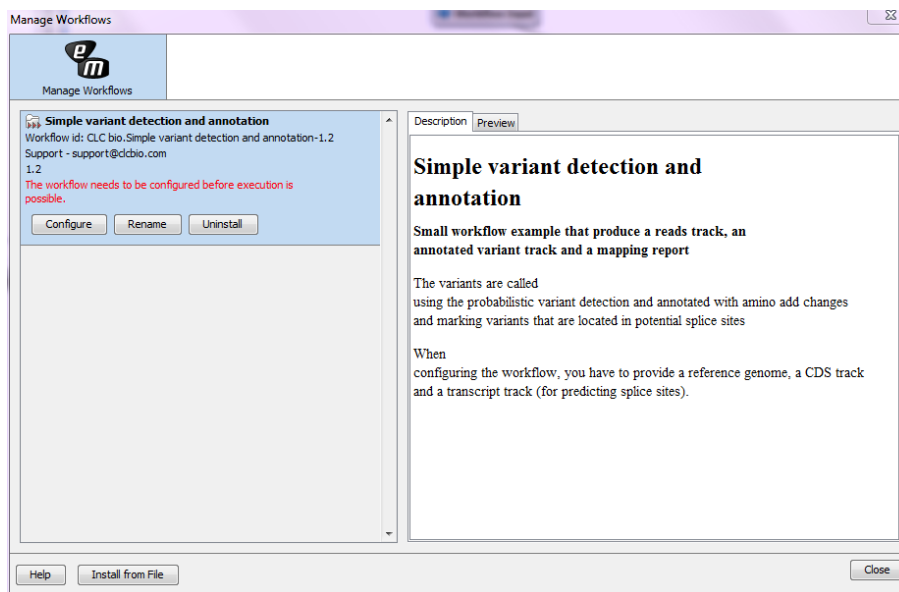 Manage Workflows
Manage Workflows
Simple variant detection and annotation
Workflow id: CLC bio.Simple variant detection and annotation-1.2
Support - support@clcbio.com
1.2
The workflow needs to be configured before execution is
possible.
Configure
Rename
Uninstall
Description
Preview
Simple variant detection and
annotation
Small workflow example that produce a reads track, an
annotated variant track and a mapping report
The variants are called
using the probabilistic variant detection and annotated with amino add changes
and marking variants that are located in potential splice sites
When
configuring the workflow, you have to provide a reference genome, a CDS track
and a transcript track (for predicting splice sites).
Help
Install from File
Close